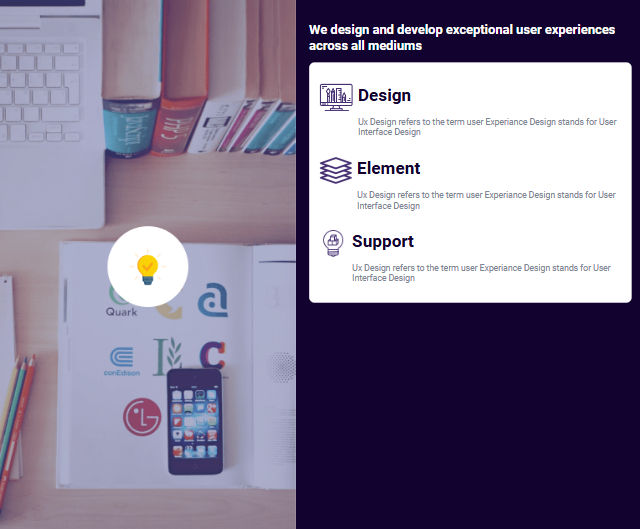 We design and develop exceptional user experiences
across all mediums
Design
Ux Design refers to the term user Experiance Design stands for User
Interface Design
Element
Ux Design refers to the term user Experiance Design stands for User
Interface Design
Support
Ux Design refers to the term user Experiance Design stands for User
Interface Design
Quark
a
conEdison
C
LG